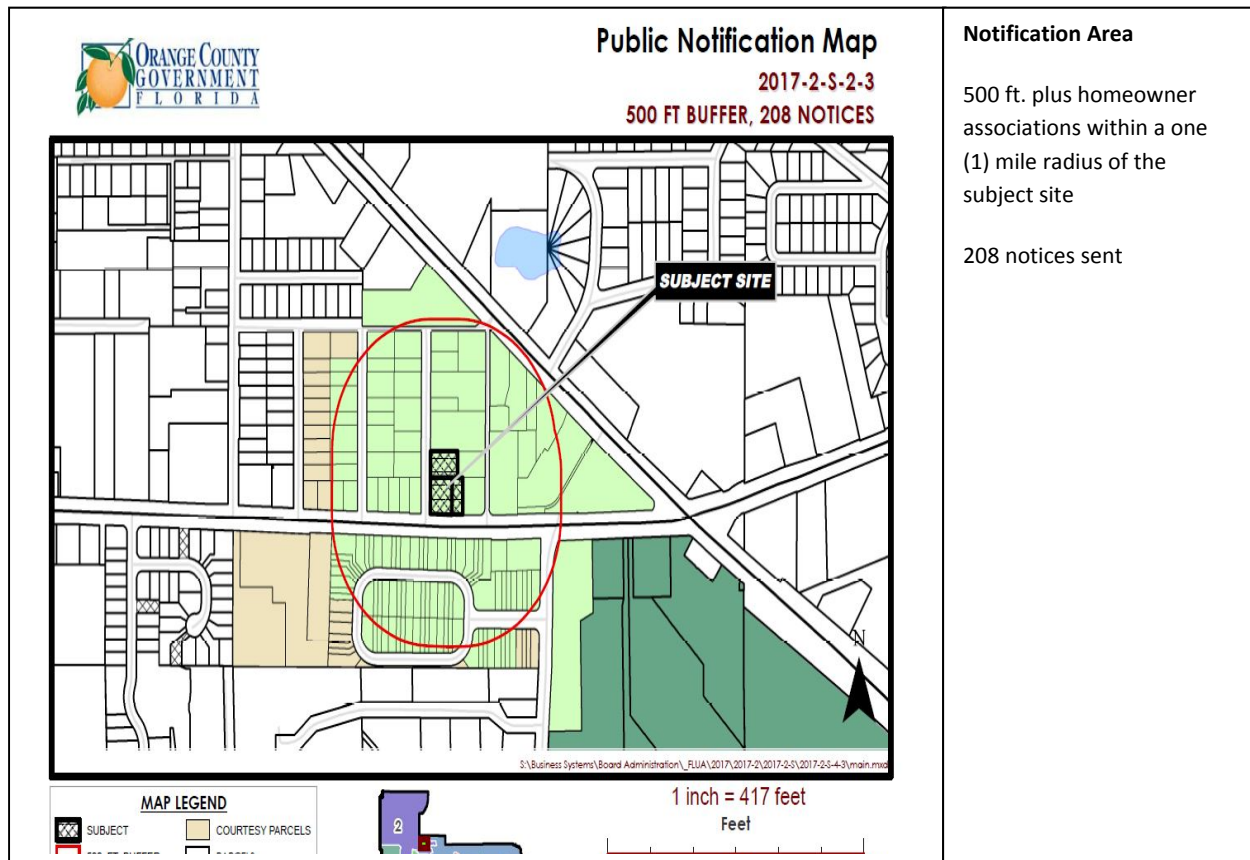 ORANGE COUNTY
GOVERNMENT
FLORIDA
Public Notification Map
2017-2-S-2-3
500 FT BUFFER, 208 NOTICES
SUBJECT SITE
N
S:\Business Systems\Board Administration\_FLUA\2017\2017-2\2017-2-S\2017-2-S-4-3\main.mxd
MAP LEGEND
SUBJECT
COURTESY PARCELS
2
1 inch = 417 feet
Feet
Notification Area
500 ft. plus homeowner
associations within a one
(1) mile radius of the
subject site
208 notices sent